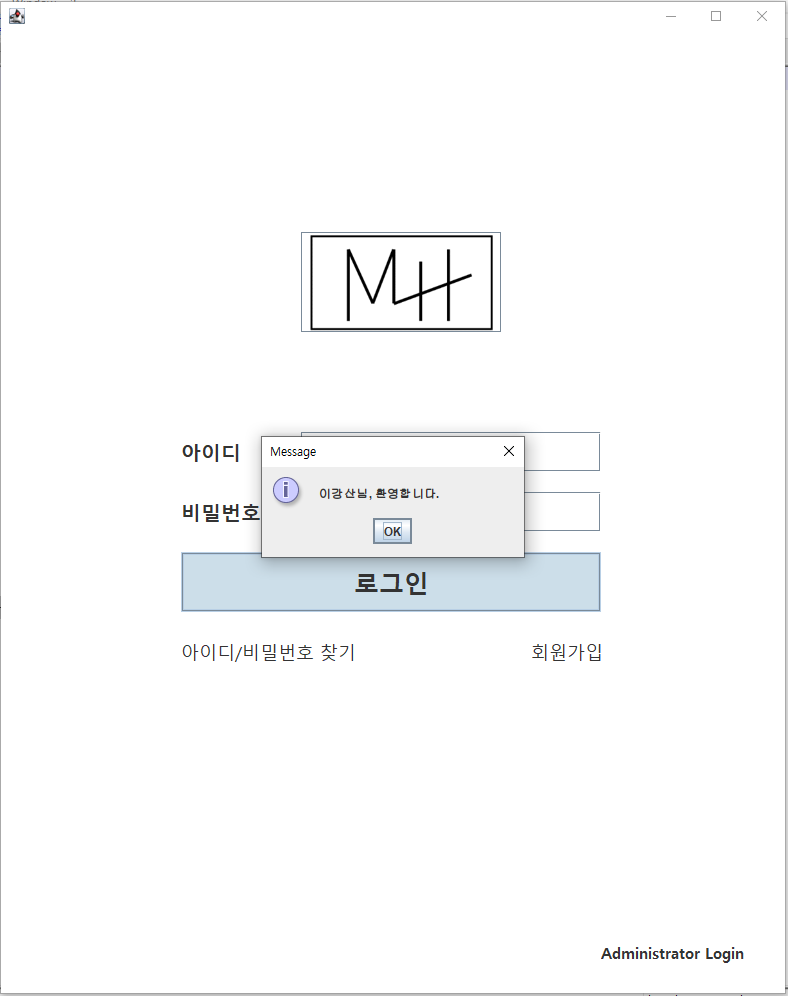 MH
아이디
Message
이강산님, 환영합니다.
비밀번호
OK
로그인
아이디/비밀번호 찾기
회원가입
Administrator Login